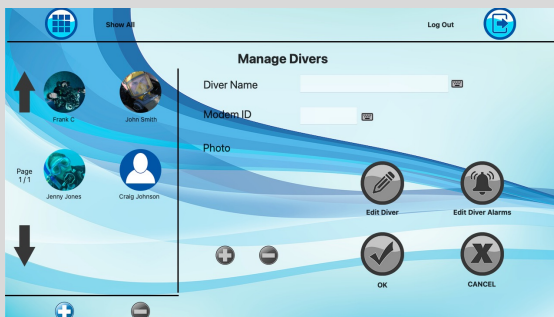 Show All
Log Out
Manage Divers
Diver Name
Modem ID
Photo
Frank C
John Smith
Page
1 / 1
Jenny Jones
Craig Johnson
Edit Diver
Edit Diver Alarms
OK
CANCEL